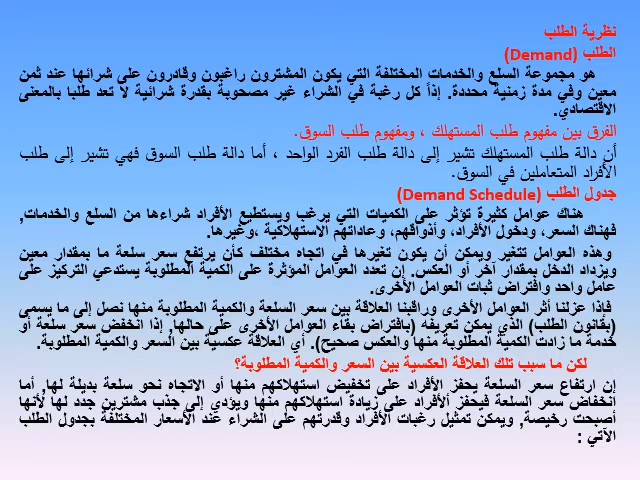 نظرية الطلب
الطلب (Demand)
هو مجموعة السلع والخدمات المختلفة التي يكون المشترون راغبون وقادرون على شرائها عند ثمن
معين وفي مدة زمنية محددة. إذاً كل رغبة في الشراء غير مصحوبة بقدرة شرائية لا تعد طلبا بالمعنى
الاقتصادي.
الفرق بين مفهوم طلب المستهلك ، ومفهوم طلب السوق.
أن دالة طلب المستهلك تشير إلى دالة طلب الفرد الواحد ، أما دالة طلب السوق فهي تشير إلى طلب
الأفراد المتعاملين في السوق.
جدول الطلب (Demand Schedule)
هناك عوامل كثيرة تؤثر على الكميات التي يرغب ويستطيع الأفراد شراءها من السلع والخدمات,
فهناك السعر، ودخول الأفراد، وأذواقهم، وعاداتهم الاستهلاكية ،وغيرها.
وهذه العوامل تتغير ويمكن أن يكون تغيرها في اتجاه مختلف كأن يرتفع سعر سلعة ما بمقدار معين
ويزداد الدخل بمقدار آخر أو العكس. إن تعدد العوامل المؤثرة على الكمية المطلوبة يستدعي التركيز على
عامل واحد وافتراض ثبات العوامل الأخرى.
فإذا عزلنا أثر العوامل الأخرى وراقبنا العلاقة بين سعر السلعة والكمية المطلوبة منها نصل إلى ما يسمى
(بقانون الطلب) الذي يمكن تعريفه (بافتراض بقاء العوامل الأخرى على حالها, إذا انخفض سعر سلعة أو
خدمة ما زادت الكمية المطلوبة منها والعكس صحيح). أي العلاقة عكسية بين السعر والكمية المطلوبة.
لكن ما سبب تلك العلاقة العكسية بين السعر والكمية المطلوبة؟
إن ارتفاع سعر السلعة يحفز الأفراد على تخفيض استهلاكهم منها أو الاتجاه نحو سلعة بديلة لها, أما
انخفاض سعر السلعة فيحفز الأفراد على زيادة استهلاكهم منها ويؤدي إلى جذب مشترين جدد لها لأنها
أصبحت رخيصة, ويمكن تمثيل رغبات الأفراد وقدرتهم على الشراء عند الأسعار المختلفة بجدول الطلب
الآتي :